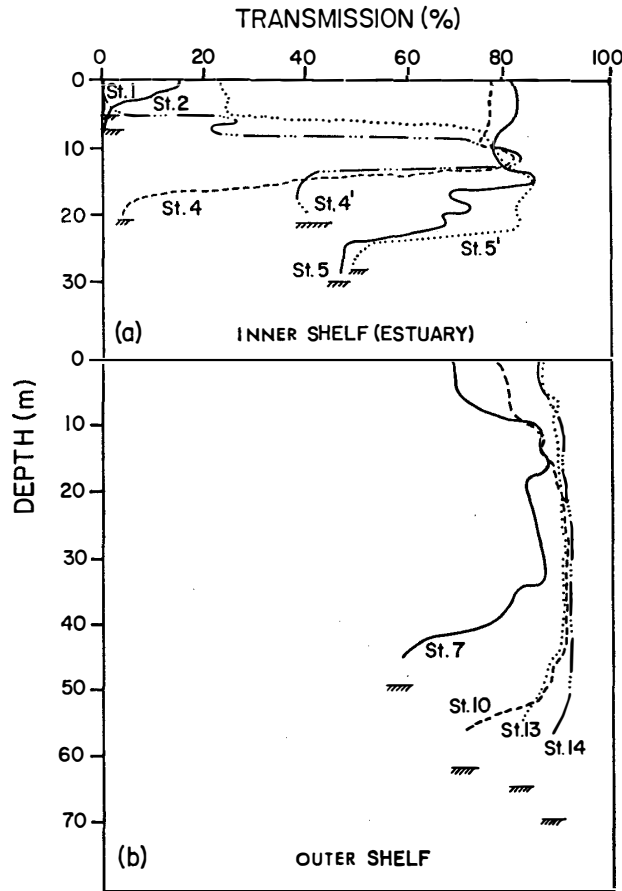 TRANSMISSION (%)
0 20 40 60 80 100
0
10
20
30
St.1
St.2
St.4
St.4'
St.5
St.5'
(a) INNER SHELF (ESTUARY)
DEPTH (m)
0
10
20
30
40
50
60
70
St.7
St.10
St.13
St.14
(b) OUTER SHELF